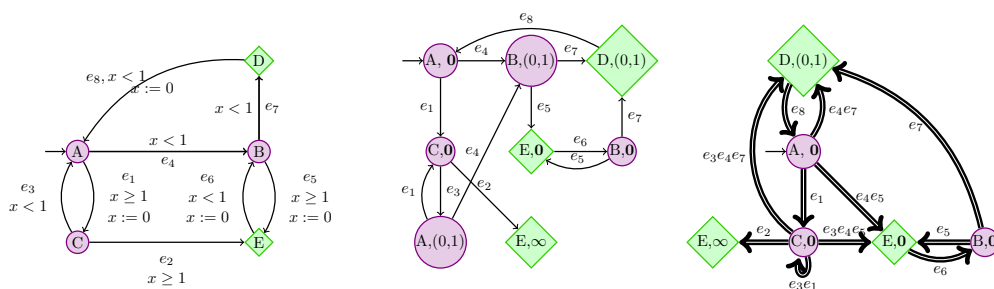 D
e₈, x < 1
x := 0
x < 1
e₇
A
x < 1
e₄
B
e₃
x < 1
e₁
x ≥ 1
x := 0
e₆
x < 1
x := 0
e₅
x ≥ 1
x := 0
C
E
e₂
x ≥ 1
e₈
A, 0
e₄
B,(0,1)
e₇
D,(0,1)
e₁
e₅
e₇
C,0
E,0
e₆
e₅
B,0
e₄
e₁
e₃
e₂
A,(0,1)
E,∞
D,(0,1)
e₈
e₄e₇
e₇
e₃e₄e₇
A, 0
e₁
e₄e₅
E,∞
e₂
C,0
e₃e₄e₅
E,0
e₅
e₆
B,0
e₃e₁